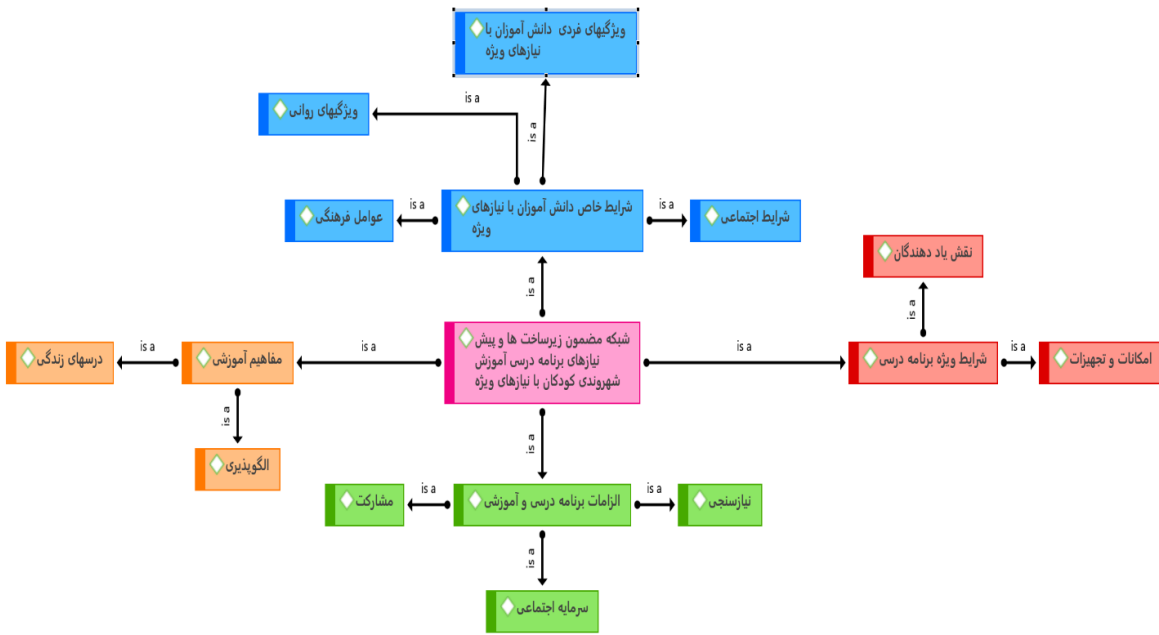 ویژگیهای فردی دانش آموزان با
نیازهای ویژه
is a
ویژگیهای روانی
is a
شرایط خاص دانش آموزان با نیازهای
ویژه
is a
عوامل فرهنگی
is a
شرایط اجتماعی
is a
نقش یاد دهندگان
is a
شبکه مضمون زیرساخت ها و پیش
نیازهای برنامه درسی آموزش
شهروندی کودکان با نیازهای ویژه
is a
شرایط ویژه برنامه درسی
is a
امکانات و تجهیزات
is a
مفاهیم آموزشی
is a
درسهای زندگی
is a
الگوپذیری
is a
الزامات برنامه درسی و آموزشی
is a
نیازسنجی
is a
مشارکت
is a
سرمایه اجتماعی